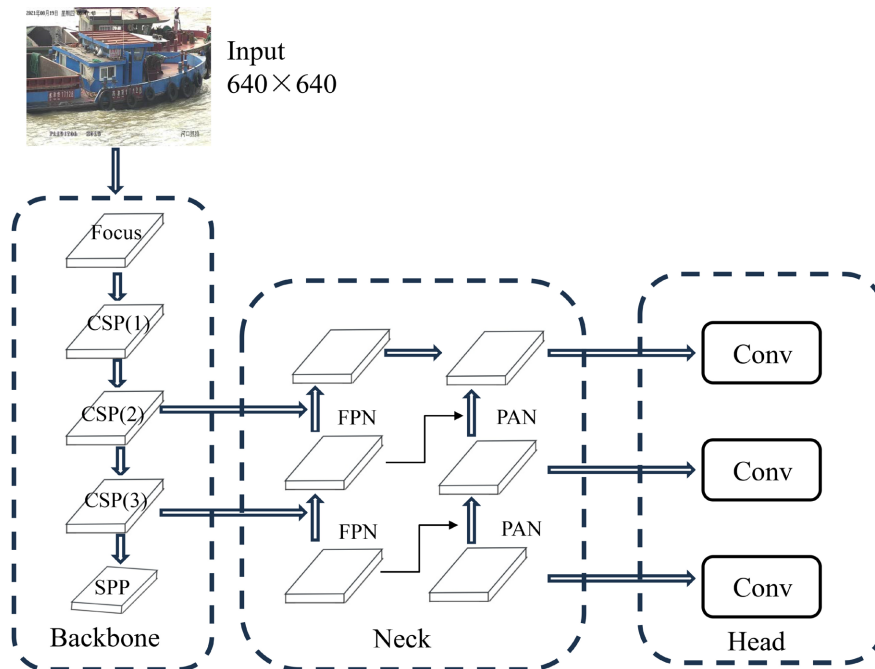 Input
640×640
Focus
CSP(1)
CSP(2)
CSP(3)
SPP
Backbone
FPN
PAN
FPN
PAN
Neck
Conv
Conv
Conv
Head